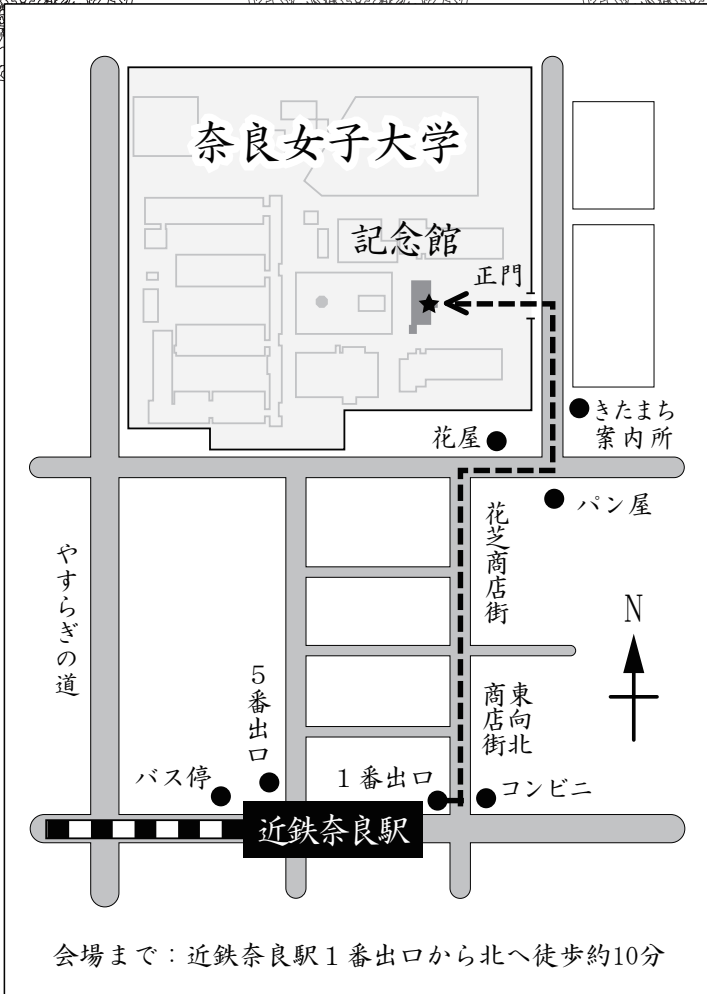 奈良女子大学
記念館
正門
きたまち
案内所
花屋
パン屋
花芝商店街
やすらぎの道
N
東向北
商店街
5番出口
バス停
1番出口
コンビニ
近鉄奈良駅
会場まで：近鉄奈良駅1番出口から北へ徒歩約10分